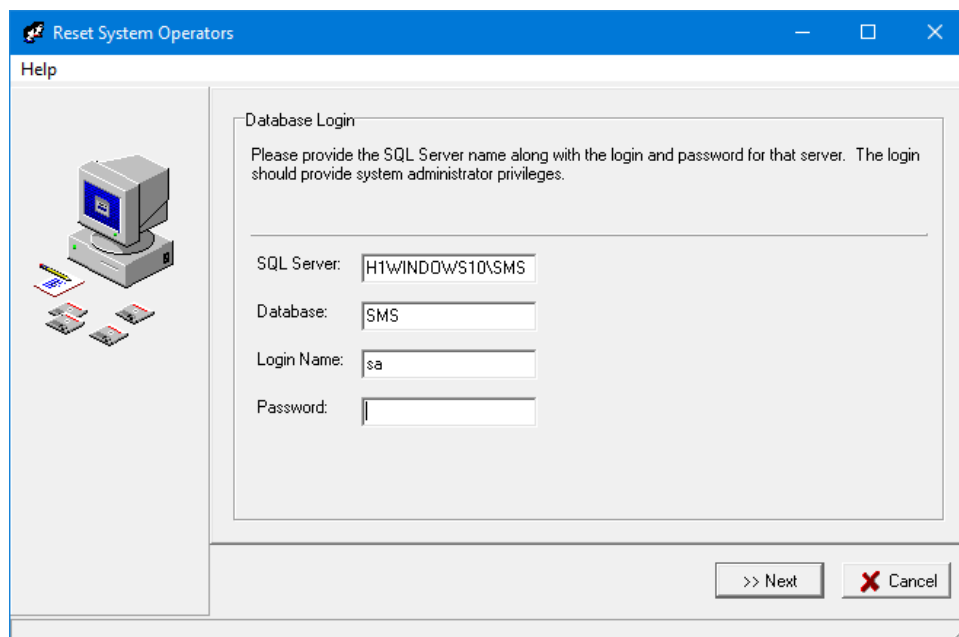 Reset System Operators
Help
Database Login
Please provide the SQL Server name along with the login and password for that server.  The login
should provide system administrator privileges.
SQL Server: H1WINDOWS10\SMS
Database: SMS
Login Name: sa
Password:
>> Next
Cancel